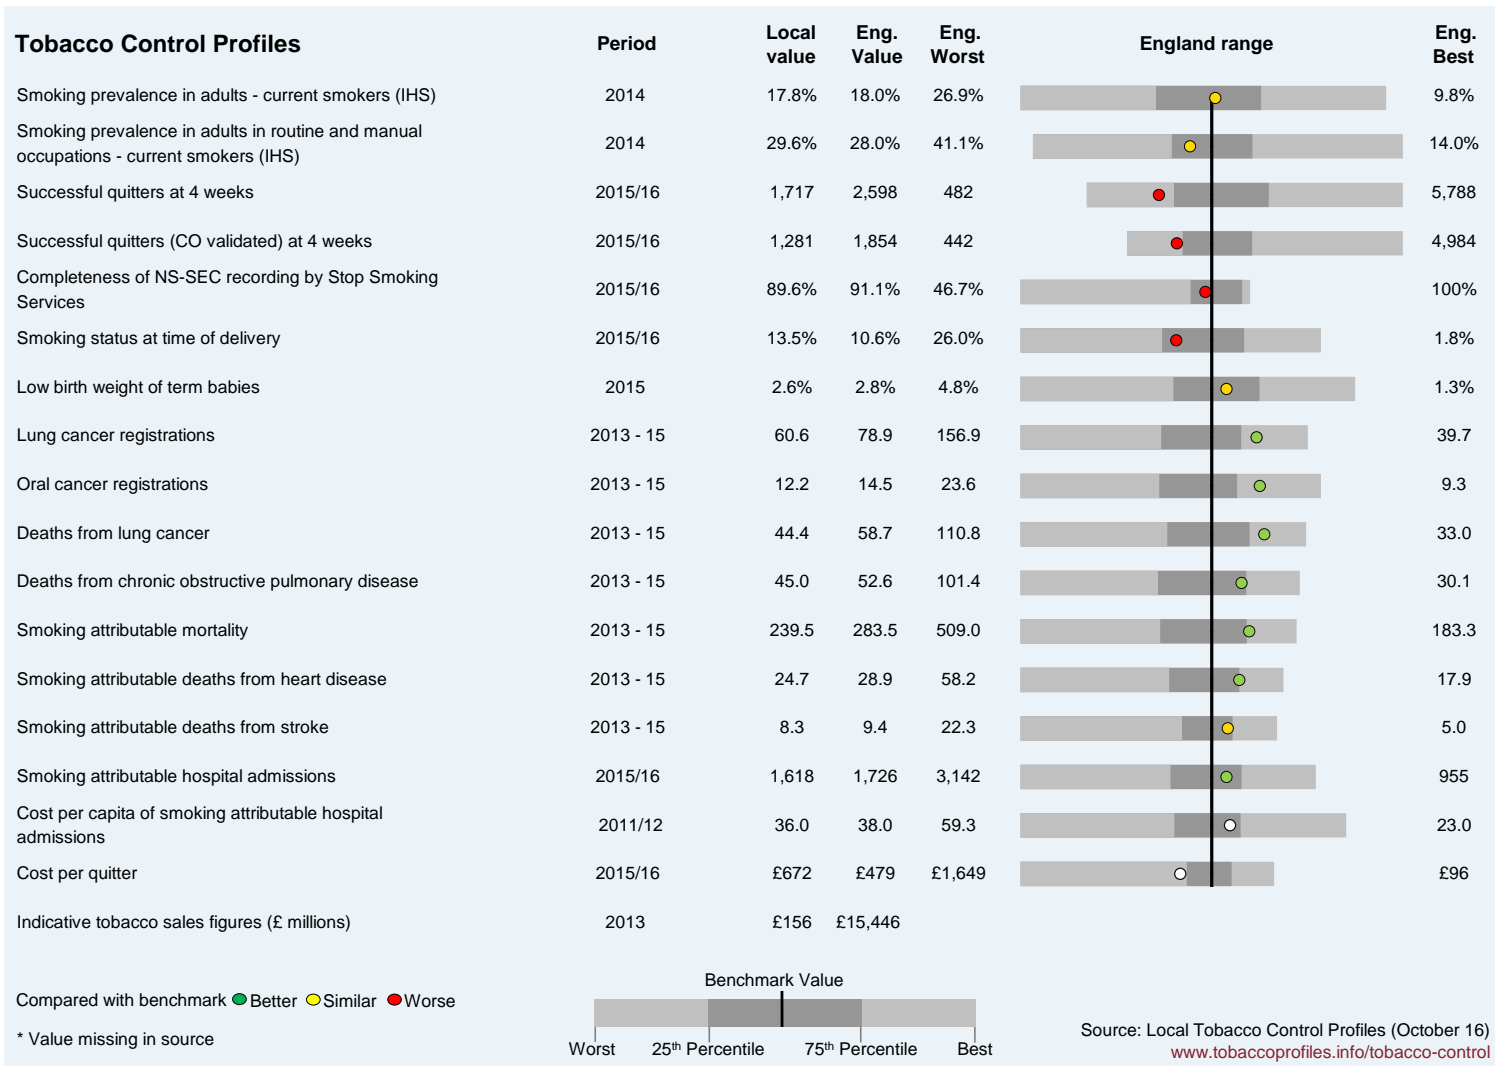 Tobacco Control Profiles Period Local value Eng. Value Eng. Worst England range Eng. Best
Smoking prevalence in adults - current smokers (IHS) 2014 17.8% 18.0% 26.9% 9.8%
Smoking prevalence in adults in routine and manual
occupations - current smokers (IHS) 2014 29.6% 28.0% 41.1% 14.0%
Successful quitters at 4 weeks 2015/16 1,717 2,598 482 5,788
Successful quitters (CO validated) at 4 weeks 2015/16 1,281 1,854 442 4,984
Completeness of NS-SEC recording by Stop Smoking
Services 2015/16 89.6% 91.1% 46.7% 100%
Smoking status at time of delivery 2015/16 13.5% 10.6% 26.0% 1.8%
Low birth weight of term babies 2015 2.6% 2.8% 4.8% 1.3%
Lung cancer registrations 2013 - 15 60.6 78.9 156.9 39.7
Oral cancer registrations 2013 - 15 12.2 14.5 23.6 9.3
Deaths from lung cancer 2013 - 15 44.4 58.7 110.8 33.0
Deaths from chronic obstructive pulmonary disease 2013 - 15 45.0 52.6 101.4 30.1
Smoking attributable mortality 2013 - 15 239.5 283.5 509.0 183.3
Smoking attributable deaths from heart disease 2013 - 15 24.7 28.9 58.2 17.9
Smoking attributable deaths from stroke 2013 - 15 8.3 9.4 22.3 5.0
Smoking attributable hospital admissions 2015/16 1,618 1,726 3,142 955
Cost per capita of smoking attributable hospital
admissions 2011/12 36.0 38.0 59.3 23.0
Cost per quitter 2015/16 £672 £479 £1,649 £96
Indicative tobacco sales figures (£ millions) 2013 £156 £15,446
Benchmark Value
Compared with benchmark Better Similar Worse
* Value missing in source
Worst 25th Percentile 75th Percentile Best
Source: Local Tobacco Control Profiles (October 16)
www.tobaccoprofiles.info/tobacco-control